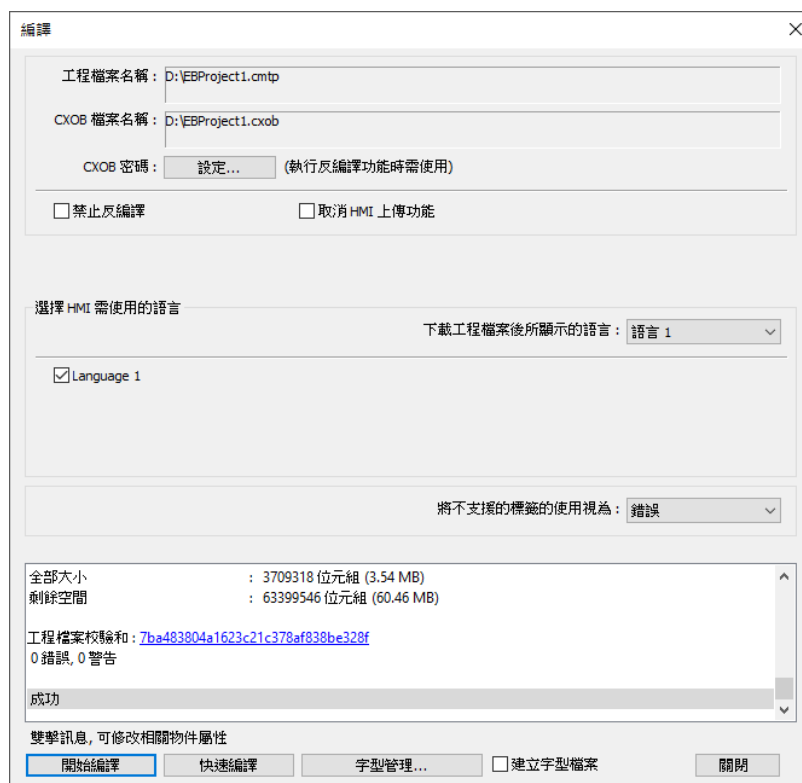 編譯
工程檔案名稱 : D:\EBProject1.cmtp
CXOB 檔案名稱 : D:\EBProject1.cxob
CXOB 密碼 : 設定... (執行反編譯功能時需使用)
禁止反編譯 取消 HMI 上傳功能
選擇 HMI 需使用的語言
下載工程檔案後所顯示的語言 : 語言 1
Language 1
將不支援的標籤的使用視為 : 錯誤
全部大小 : 3709318 位元組 (3.54 MB)
剩餘空間 : 63399546 位元組 (60.46 MB)
工程檔案校驗和 : 7ba483804a1623c21c378af838be328f
0 錯誤, 0 警告
成功
雙擊訊息, 可修改相關物件屬性
開始編譯 快速編譯 字型管理... 建立字型檔案 關閉